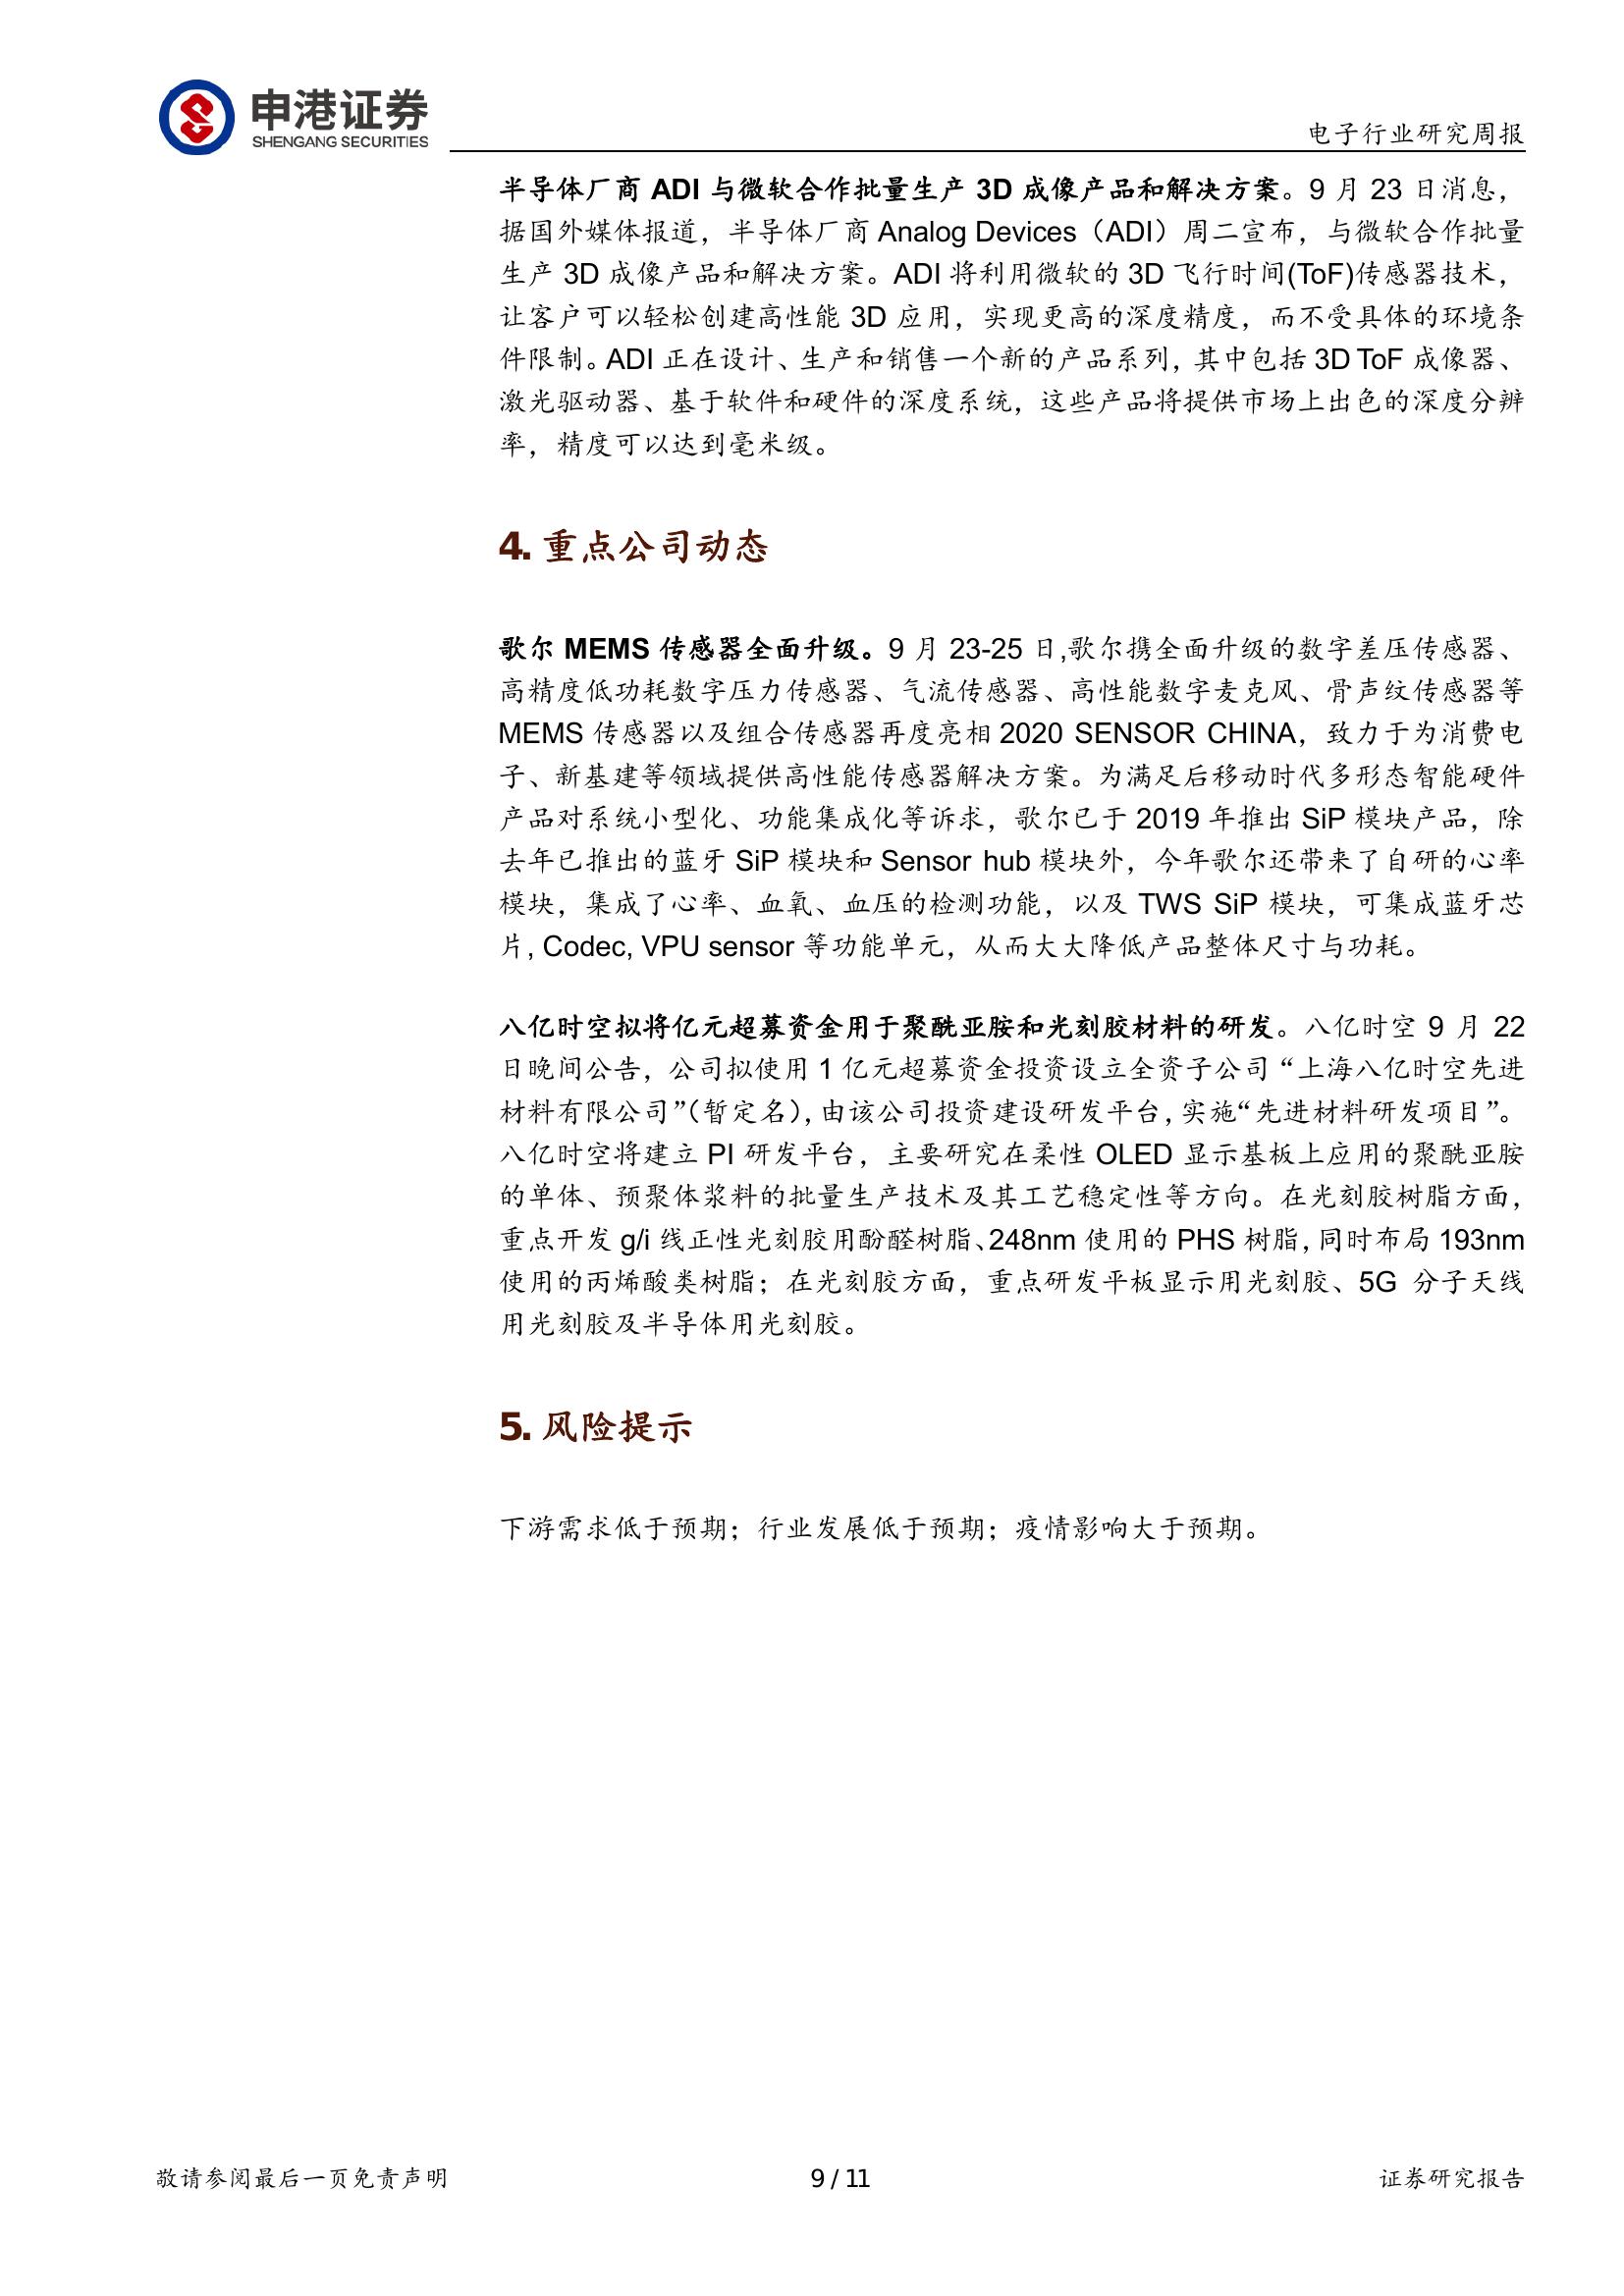 申港证券
SHENGANG SECURITIES
电子行业研究周报
半导体厂商 ADI 与微软合作批量生产 3D 成像产品和解决方案。9 月 23 日消息，
据国外媒体报道，半导体厂商 Analog Devices（ADI）周二宣布，与微软合作批量
生产 3D 成像产品和解决方案。ADI 将利用微软的 3D 飞行时间(ToF)传感器技术，
让客户可以轻松创建高性能 3D 应用，实现更高的深度精度，而不受具体的环境条
件限制。ADI 正在设计、生产和销售一个新的产品系列，其中包括 3D ToF 成像器、
激光驱动器、基于软件和硬件的深度系统，这些产品将提供市场上出色的深度分辨
率，精度可以达到毫米级。
4. 重点公司动态
歌尔 MEMS 传感器全面升级。9 月 23-25 日,歌尔携全面升级的数字差压传感器、
高精度低功耗数字压力传感器、气流传感器、高性能数字麦克风、骨声纹传感器等
MEMS 传感器以及组合传感器再度亮相 2020 SENSOR CHINA，致力于为消费电
子、新基建等领域提供高性能传感器解决方案。为满足后移动时代多形态智能硬件
产品对系统小型化、功能集成化等诉求，歌尔已于 2019 年推出 SiP 模块产品，除
去年已推出的蓝牙 SiP 模块和 Sensor hub 模块外，今年歌尔还带来了自研的心率
模块，集成了心率、血氧、血压的检测功能，以及 TWS SiP 模块，可集成蓝牙芯
片, Codec, VPU sensor 等功能单元，从而大大降低产品整体尺寸与功耗。
八亿时空拟将亿元超募资金用于聚酰亚胺和光刻胶材料的研发。八亿时空 9 月 22
日晚间公告，公司拟使用 1 亿元超募资金投资设立全资子公司“上海八亿时空先进
材料有限公司”（暂定名），由该公司投资建设研发平台，实施“先进材料研发项目”。
八亿时空将建立 PI 研发平台，主要研究在柔性 OLED 显示基板上应用的聚酰亚胺
的单体、预聚体浆料的批量生产技术及其工艺稳定性等方向。在光刻胶树脂方面，
重点开发 g/i 线正性光刻胶用酚醛树脂、248nm 使用的 PHS 树脂，同时布局 193nm
使用的丙烯酸类树脂；在光刻胶方面，重点研发平板显示用光刻胶、5G 分子天线
用光刻胶及半导体用光刻胶。
5. 风险提示
下游需求低于预期；行业发展低于预期；疫情影响大于预期。
敬请参阅最后一页免责声明
9 / 11
证券研究报告